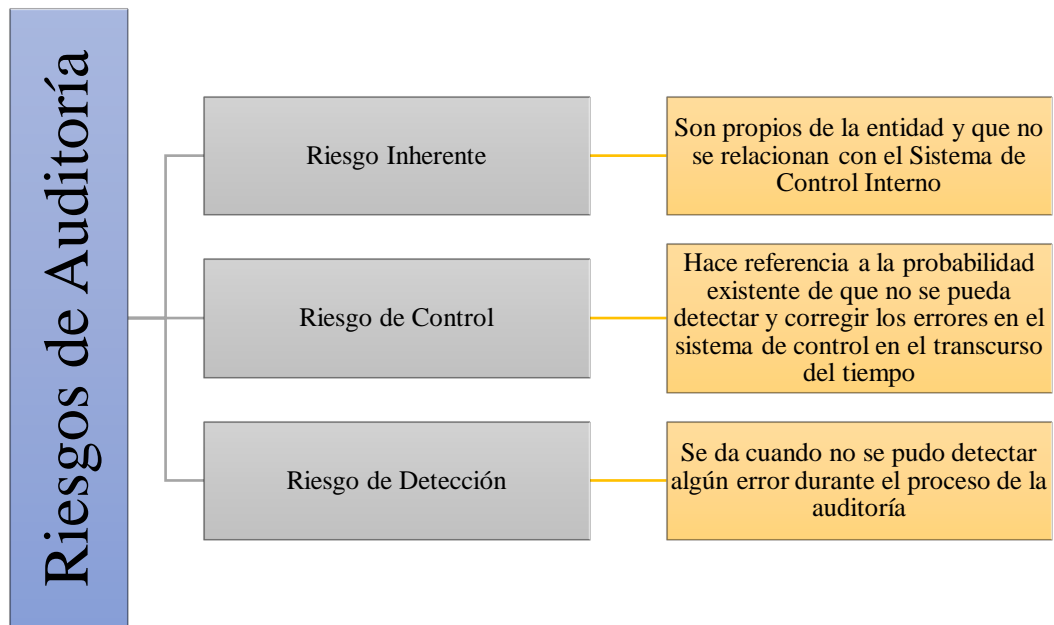 Riesgos de Auditoría
Riesgo Inherente
Son propios de la entidad y que no
se relacionan con el Sistema de
Control Interno
Riesgo de Control
Hace referencia a la probabilidad
existente de que no se pueda
detectar y corregir los errores en el
sistema de control en el transcurso
del tiempo
Riesgo de Detección
Se da cuando no se pudo detectar
algún error durante el proceso de la
auditoría